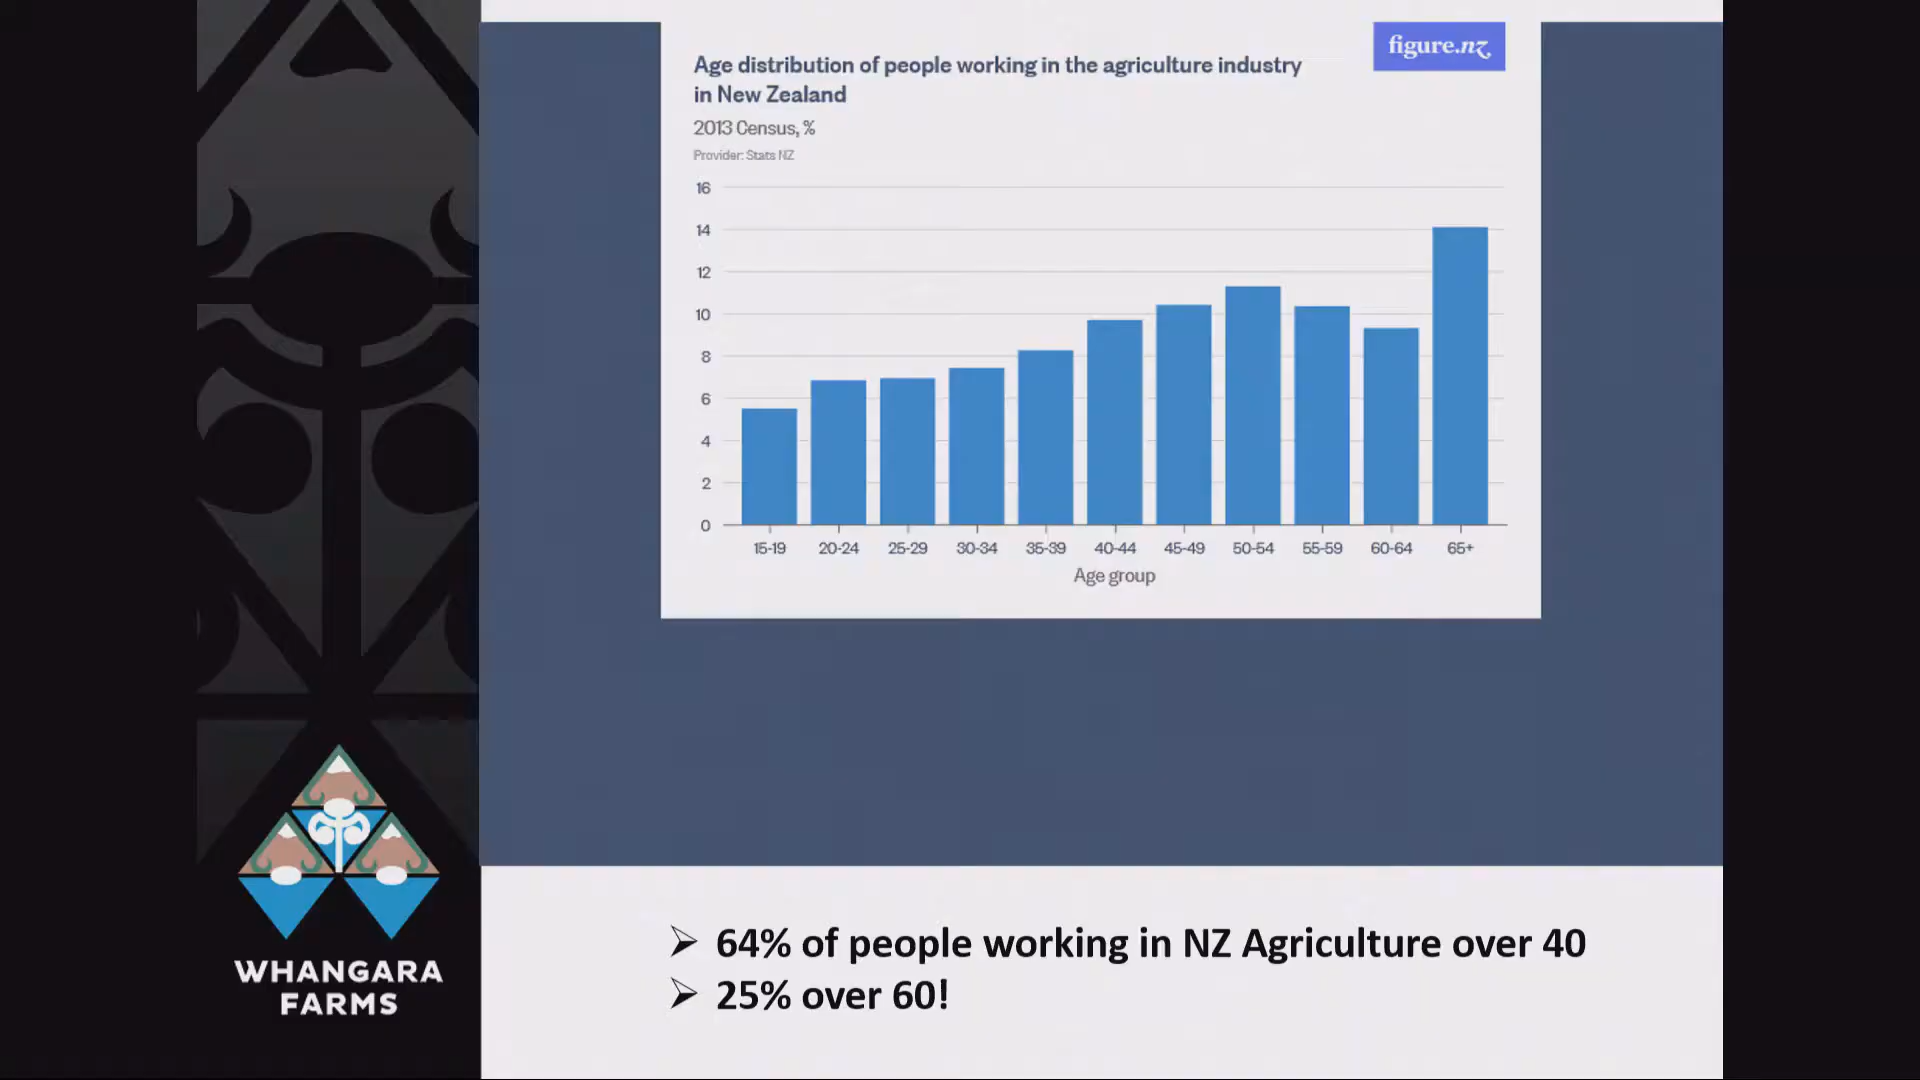 figure.nz
Age distribution of people working in the agriculture industry
in New Zealand
2013 Census, %
Provider: Stats NZ
16
14
12
10
8
6
4
2
0
15-19 20-24 25-29 30-34 35-39 40-44 45-49 50-54 55-59 60-64 65+
Age group
WHANGARA
FARMS
➢ 64% of people working in NZ Agriculture over 40
➢ 25% over 60!